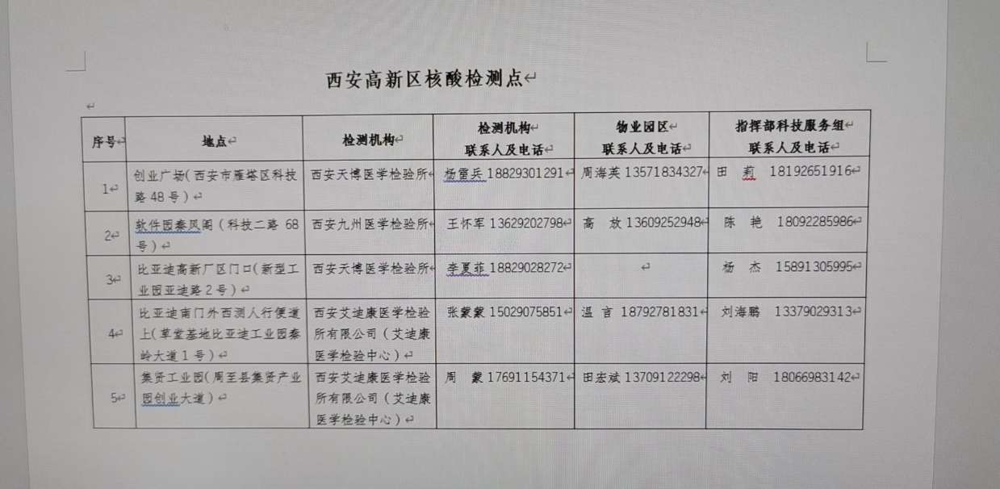 西安高新区核酸检测点
序号 地点 检测机构 检测机构 联系人及电话 物业园区 联系人及电话 指挥部科技服务组 联系人及电话
1 创业广场(西安市雁塔区科技路48号) 西安天博医学检验所 杨雷兵 18829301291 周海英 13571834327 田 莉 18192651916
2 软件园秦风阁(科技二路 68号) 西安九州医学检验所 王怀军 13629202798 高 放 13609252948 陈 艳 18092285986
3 比亚迪高新厂区门口(新型工业园亚迪路2号) 西安天博医学检验所 李夏菲 18829028272 杨 杰 15891305995
4 比亚迪南门外西测人行便道上(草堂基地比亚迪工业园秦岭大道1号) 西安艾迪康医学检验所有限公司(艾迪康医学检验中心) 张蒙蒙 15029075851 温 言 18792781831 刘海鹏 13379029313
5 集贤工业园(周至县集贤产业园创业大道) 西安艾迪康医学检验所有限公司(艾迪康医学检验中心) 周 蒙 17691154371 田宏斌 13709122298 刘 阳 18066983142